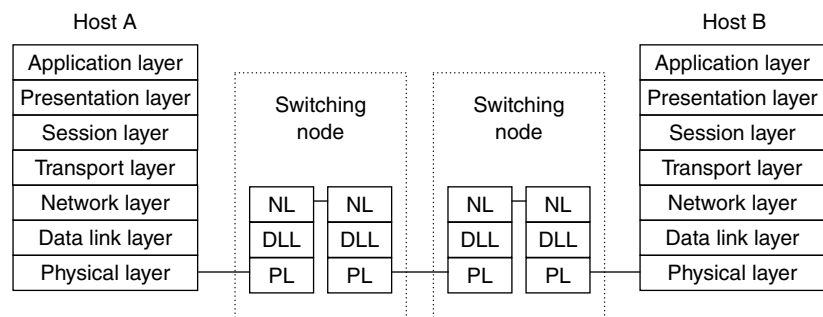 Host A
Host B
Application layer
Presentation layer
Session layer
Transport layer
Network layer
Data link layer
Physical layer
Switching
node
NL NL
DLL DLL
PL PL
Switching
node
NL NL
DLL DLL
PL PL
Application layer
Presentation layer
Session layer
Transport layer
Network layer
Data link layer
Physical layer